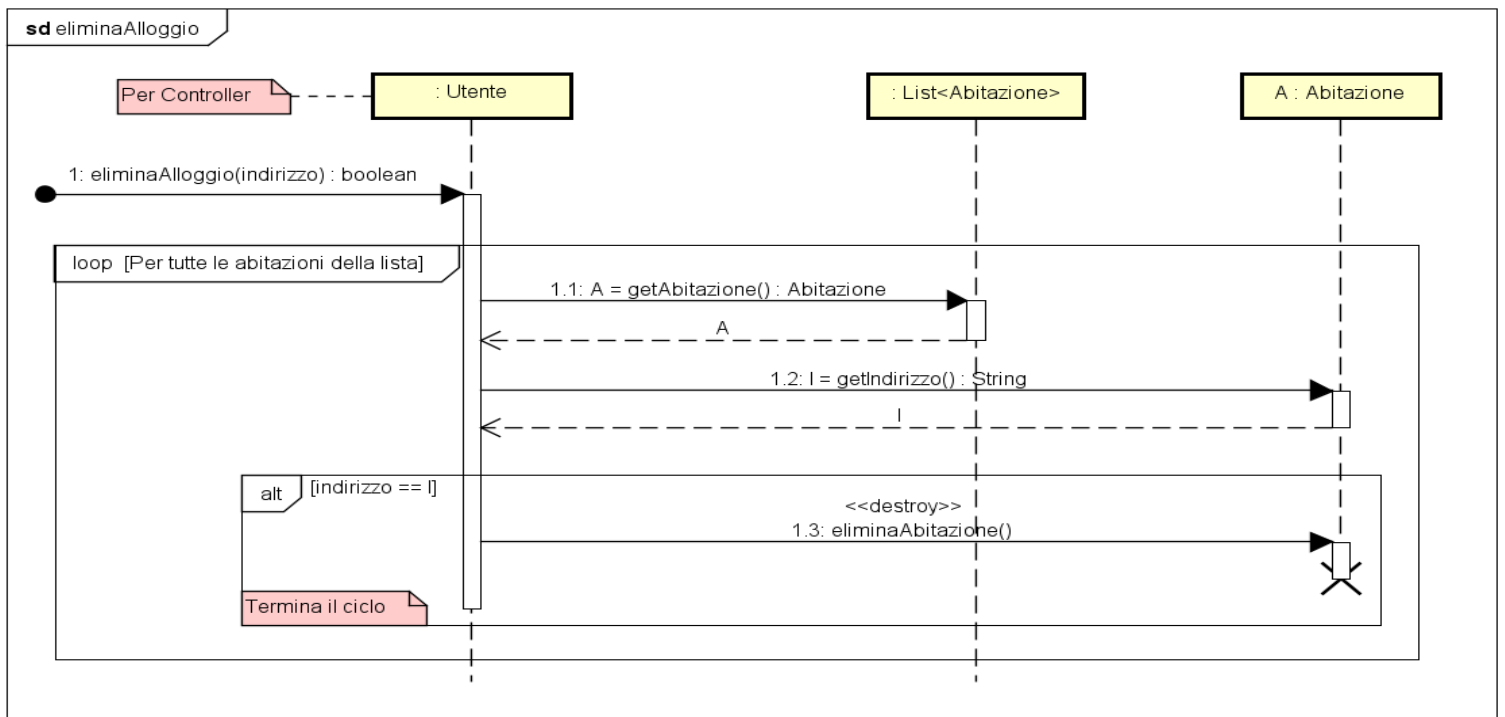 sd eliminaAlloggio
Per Controller
: Utente
: List<Abitazione>
A : Abitazione
1: eliminaAlloggio(indirizzo) : boolean
loop [Per tutte le abitazioni della lista]
1.1: A = getAbitazione() : Abitazione
A
1.2: I = getIndirizzo() : String
I
alt [indirizzo == I]
<<destroy>>
1.3: eliminaAbitazione()
Termina il ciclo